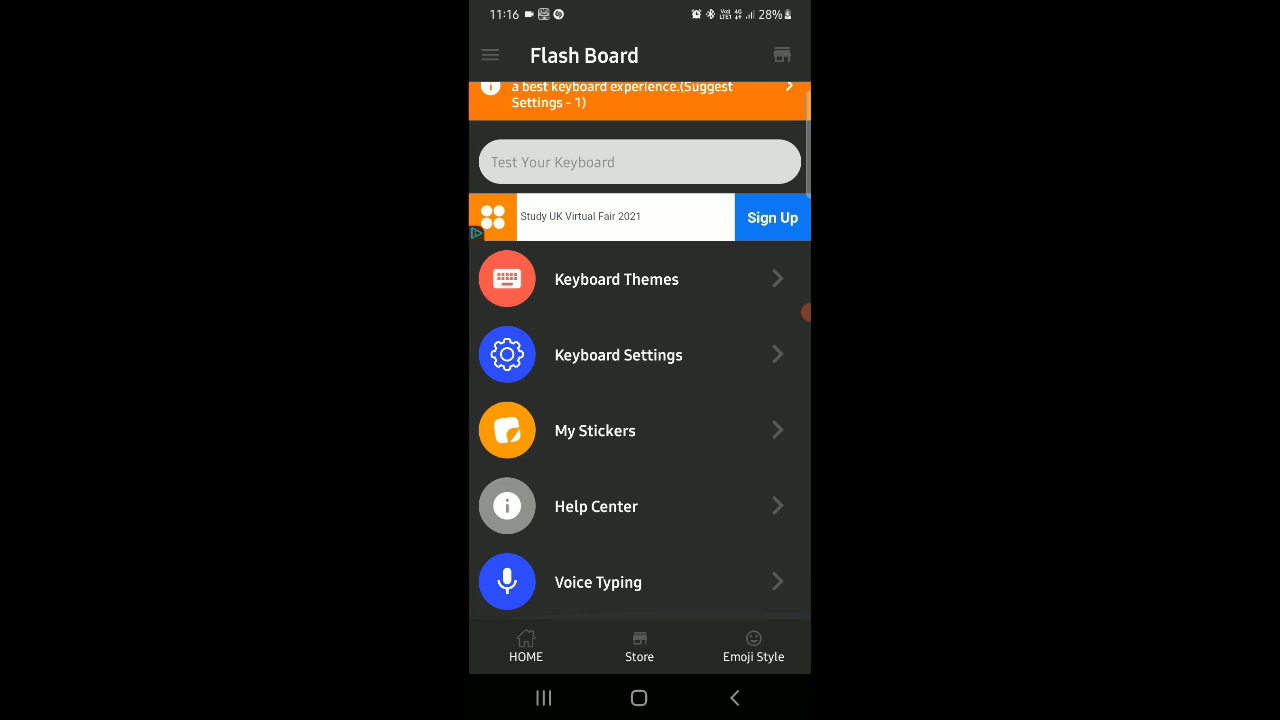 11:16
28%
Flash Board
a best keyboard experience.(Suggest
Settings - 1)
Test Your Keyboard
Study UK Virtual Fair 2021
Sign Up
Keyboard Themes
Keyboard Settings
My Stickers
Help Center
Voice Typing
HOME
Store
Emoji Style